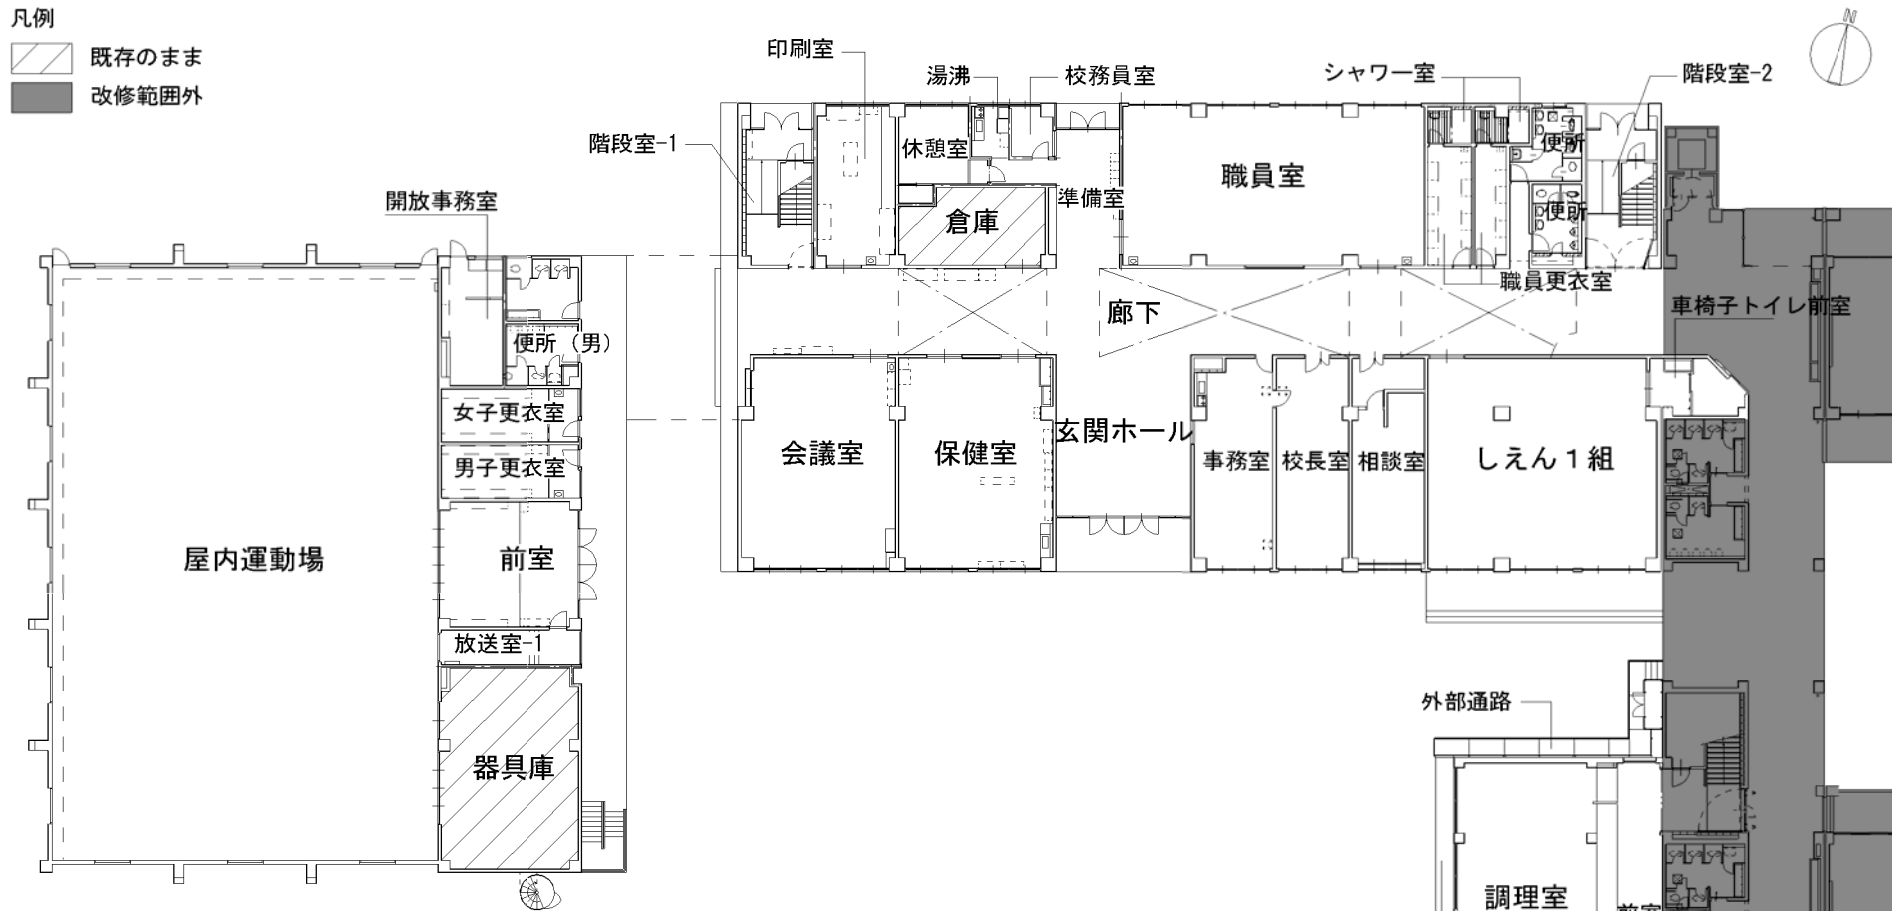 凡例
既存のまま
改修範囲外
N
印刷室
湯沸
校務員室
シャワー室
階段室-2
階段室-1
休憩室
準備室
職員室
便所
便所
倉庫
開放事務室
職員更衣室
廊下
車椅子トイレ前室
便所（男）
女子更衣室
男子更衣室
会議室
保健室
玄関ホール
事務室
校長室
相談室
しえん１組
屋内運動場
前室
放送室-1
器具庫
外部通路
調理室
前室